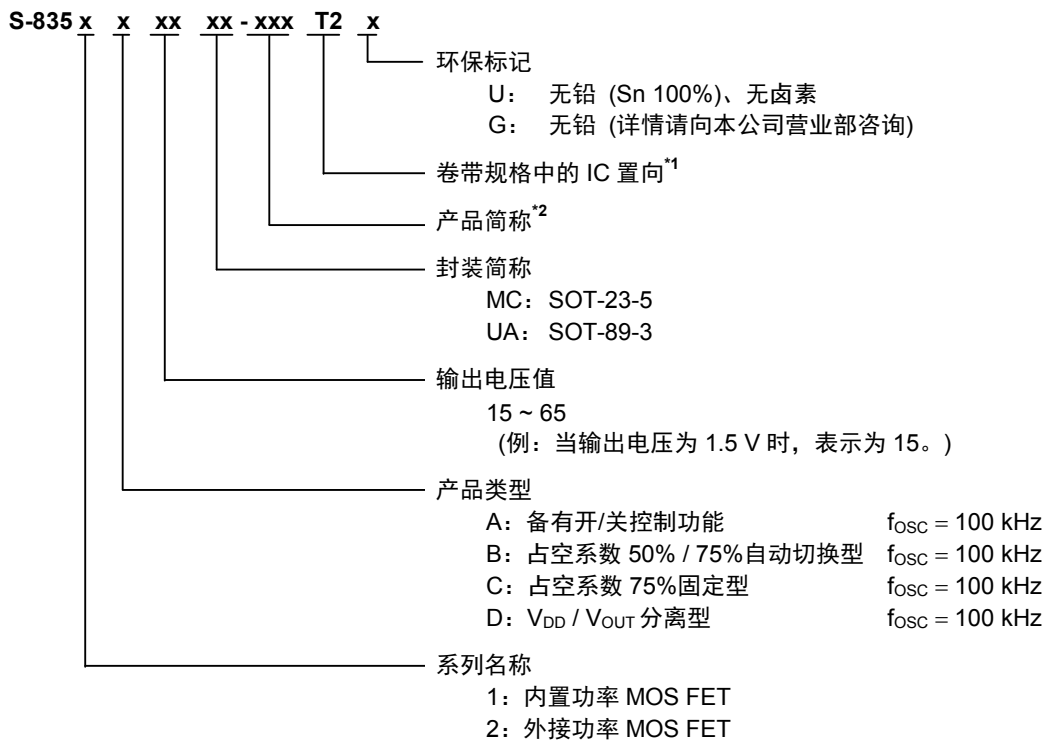 S-835 x x xx xx - xxx T2 x
环保标记
U： 无铅 (Sn 100%)、无卤素
G： 无铅 (详情请向本公司营业部咨询)
卷带规格中的 IC 置向*1
产品简称*2
封装简称
MC：SOT-23-5
UA：SOT-89-3
输出电压值
15 ~ 65
(例：当输出电压为 1.5 V 时，表示为 15。)
产品类型
A：备有开/关控制功能 fOSC = 100 kHz
B：占空系数 50% / 75%自动切换型 fOSC = 100 kHz
C：占空系数 75%固定型 fOSC = 100 kHz
D：VDD / VOUT 分离型 fOSC = 100 kHz
系列名称
1：内置功率 MOS FET
2：外接功率 MOS FET